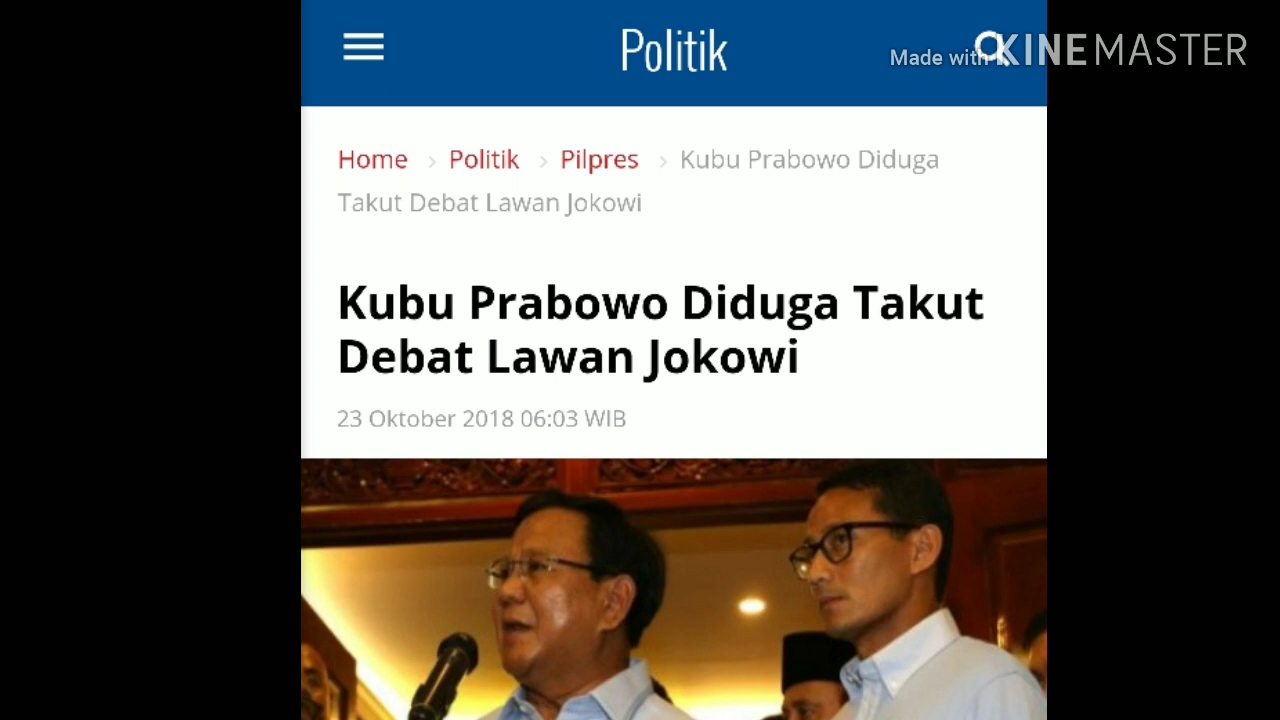 Politik
Made with KINEMASTER
Home > Politik > Pilpres > Kubu Prabowo Diduga
Takut Debat Lawan Jokowi
Kubu Prabowo Diduga Takut
Debat Lawan Jokowi
23 Oktober 2018 06:03 WIB